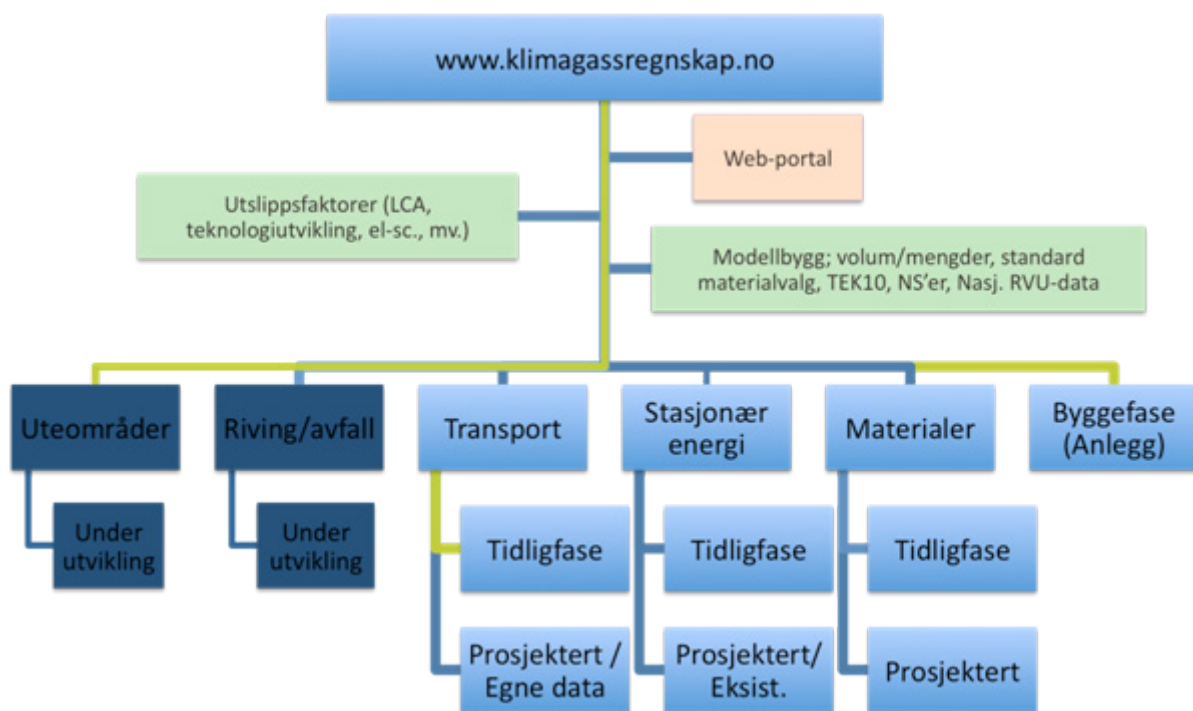 www.klimagassregnskap.no
Web-portal
Utslippsfaktorer (LCA,
teknologiutvikling, el-sc., mv.)
Modellbygg; volum/mengder, standard
materialvalg, TEK10, NS’er, Nasj. RVU-data
Uteområder
Riving/avfall
Transport
Stasjonær
energi
Materialer
Byggefase
(Anlegg)
Under
utvikling
Under
utvikling
Tidligfase
Tidligfase
Tidligfase
Prosjektert /
Egne data
Prosjektert/
Eksist.
Prosjektert